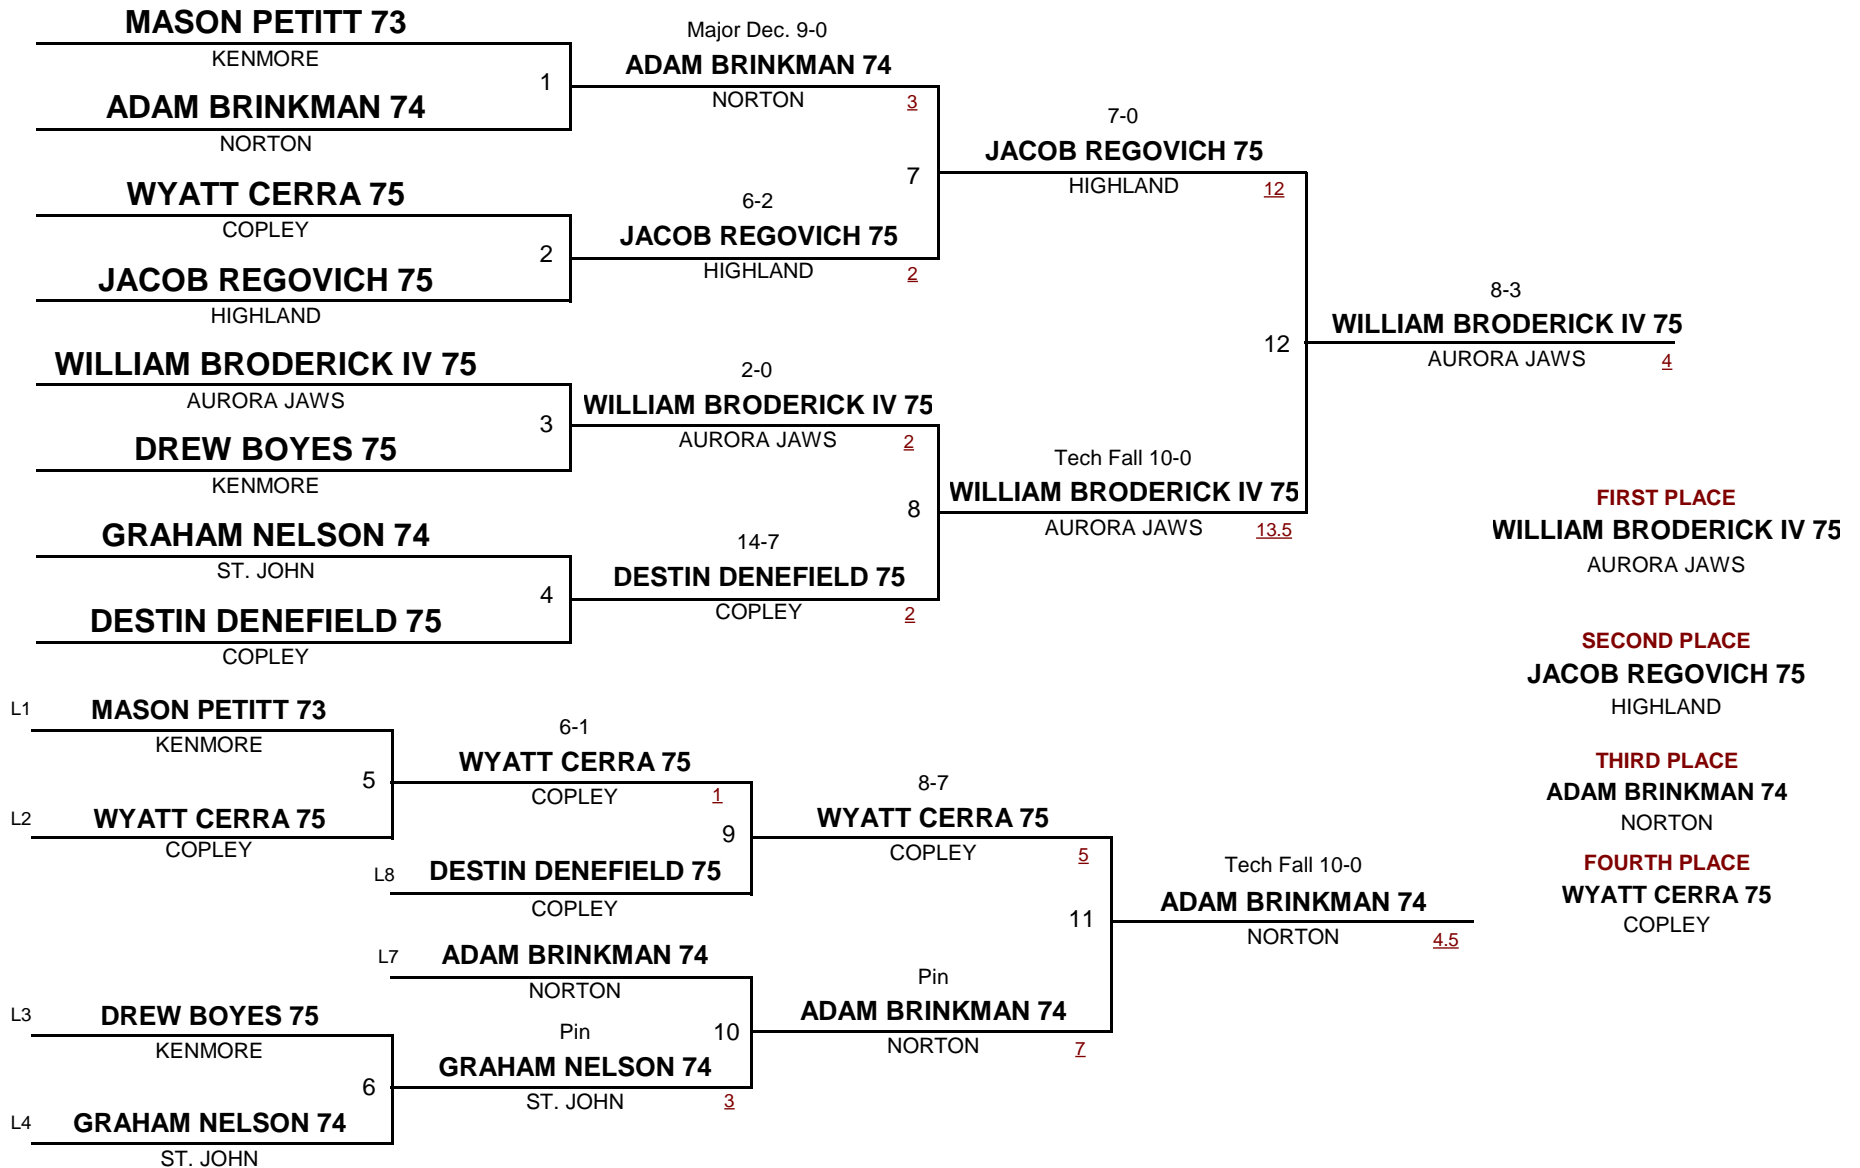 MASON PETITT 73
KENMORE
1
ADAM BRINKMAN 74
NORTON
Major Dec. 9-0
ADAM BRINKMAN 74
NORTON
3
WYATT CERRA 75
COPLEY
2
JACOB REGOVICH 75
HIGHLAND
6-2
JACOB REGOVICH 75
HIGHLAND
2
7
7-0
JACOB REGOVICH 75
HIGHLAND
12
WILLIAM BRODERICK IV 75
AURORA JAWS
3
DREW BOYES 75
KENMORE
2-0
WILLIAM BRODERICK IV 75
AURORA JAWS
2
GRAHAM NELSON 74
ST. JOHN
4
DESTIN DENEFIELD 75
COPLEY
14-7
DESTIN DENEFIELD 75
COPLEY
2
8
Tech Fall 10-0
WILLIAM BRODERICK IV 75
AURORA JAWS
13.5
12
8-3
WILLIAM BRODERICK IV 75
AURORA JAWS
4
FIRST PLACE
WILLIAM BRODERICK IV 75
AURORA JAWS
SECOND PLACE
JACOB REGOVICH 75
HIGHLAND
THIRD PLACE
ADAM BRINKMAN 74
NORTON
FOURTH PLACE
WYATT CERRA 75
COPLEY
L1
MASON PETITT 73
KENMORE
5
L2
WYATT CERRA 75
COPLEY
6-1
WYATT CERRA 75
COPLEY
1
9
L8
DESTIN DENEFIELD 75
COPLEY
8-7
WYATT CERRA 75
COPLEY
5
L7
ADAM BRINKMAN 74
NORTON
10
L3
DREW BOYES 75
KENMORE
6
L4
GRAHAM NELSON 74
ST. JOHN
Pin
GRAHAM NELSON 74
ST. JOHN
3
Pin
ADAM BRINKMAN 74
NORTON
7
11
Tech Fall 10-0
ADAM BRINKMAN 74
NORTON
4.5